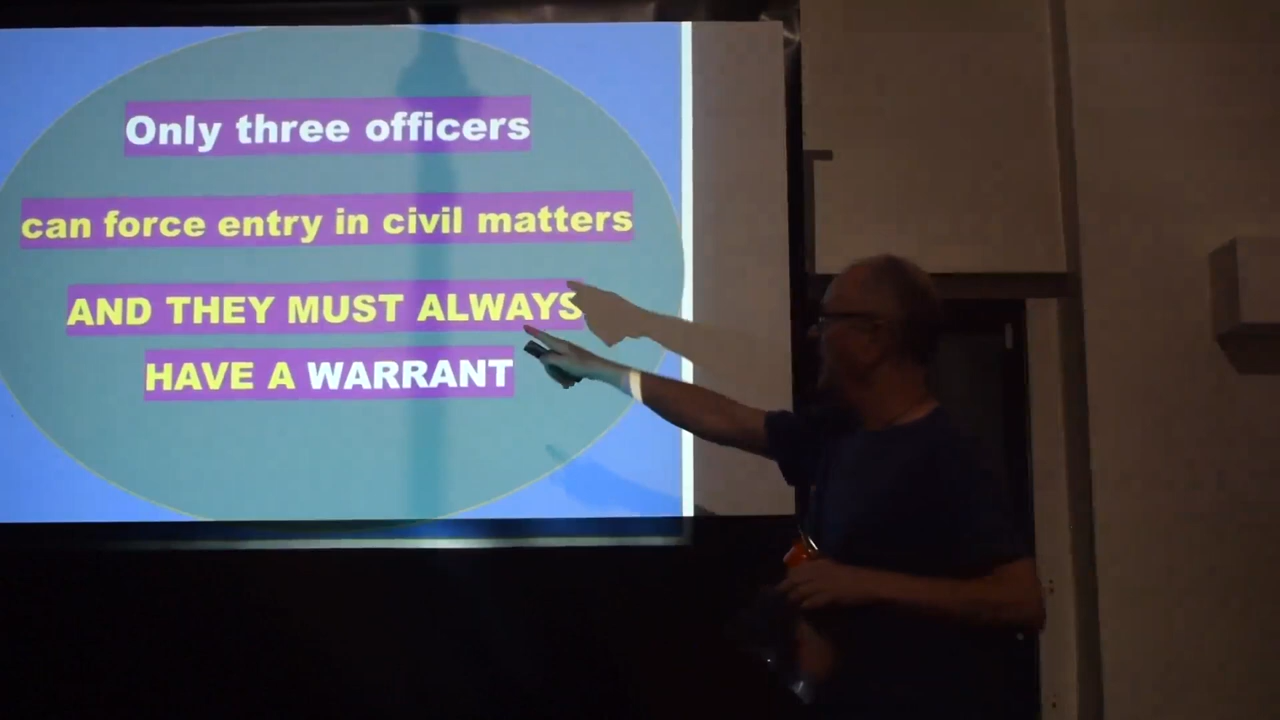 Only three officers
can force entry in civil matters
AND THEY MUST ALWAYS
HAVE A WARRANT